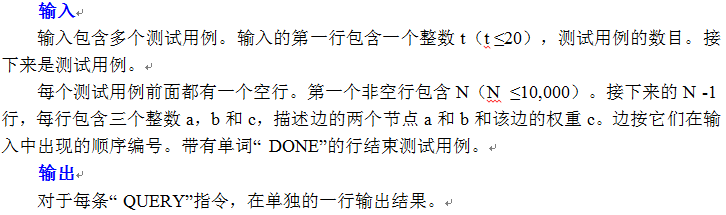 输入
输入包含多个测试用例。输入的第一行包含一个整数 t（t ≤20），测试用例的数目。接
下来是测试用例。
每个测试用例前面都有一个空行。第一个非空行包含 N（N ≤10,000）。接下来的 N -1
行，每行包含三个整数 a，b 和 c，描述边的两个节点 a 和 b 和该边的权重 c。边按它们在输
入中出现的顺序编号。带有单词“ DONE”的行结束测试用例。
输出
对于每条“ QUERY”指令，在单独的一行输出结果。